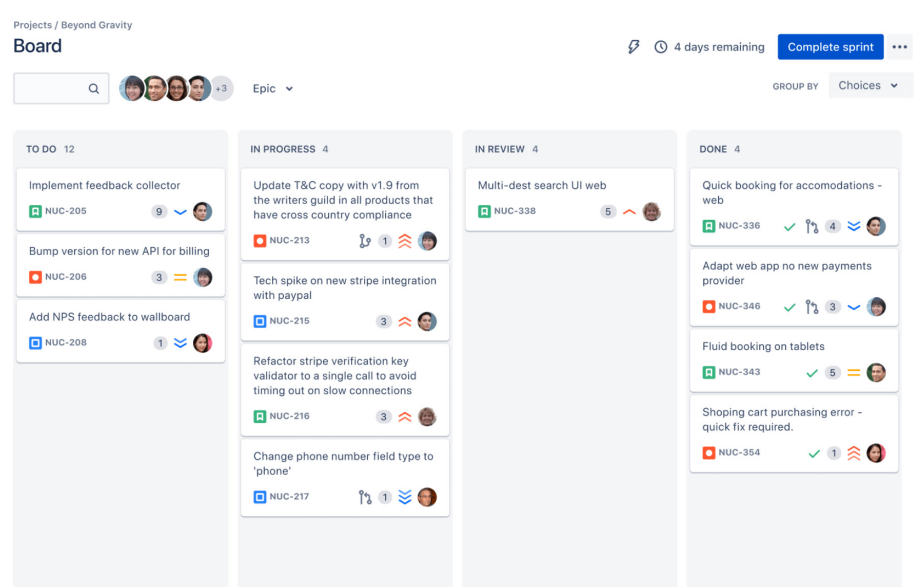 Projects / Beyond Gravity
Board
4 days remaining
Complete sprint
+3
Epic
GROUP BY
Choices
TO DO 12
Implement feedback collector
NUC-205
9
Bump version for new API for billing
NUC-206
3
Add NPS feedback to wallboard
NUC-208
1
IN PROGRESS 4
Update T&C copy with v1.9 from
the writers guild in all products that
have cross country compliance
NUC-213
1
Tech spike on new stripe integration
with paypal
NUC-215
3
Refactor stripe verification key
validator to a single call to avoid
timing out on slow connections
NUC-216
3
Change phone number field type to
'phone'
NUC-217
1
IN REVIEW 4
Multi-dest search UI web
NUC-338
5
DONE 4
Quick booking for accomodations -
web
NUC-336
4
Adapt web app no new payments
provider
NUC-346
3
Fluid booking on tablets
NUC-343
5
Shoping cart purchasing error -
quick fix required.
NUC-354
1